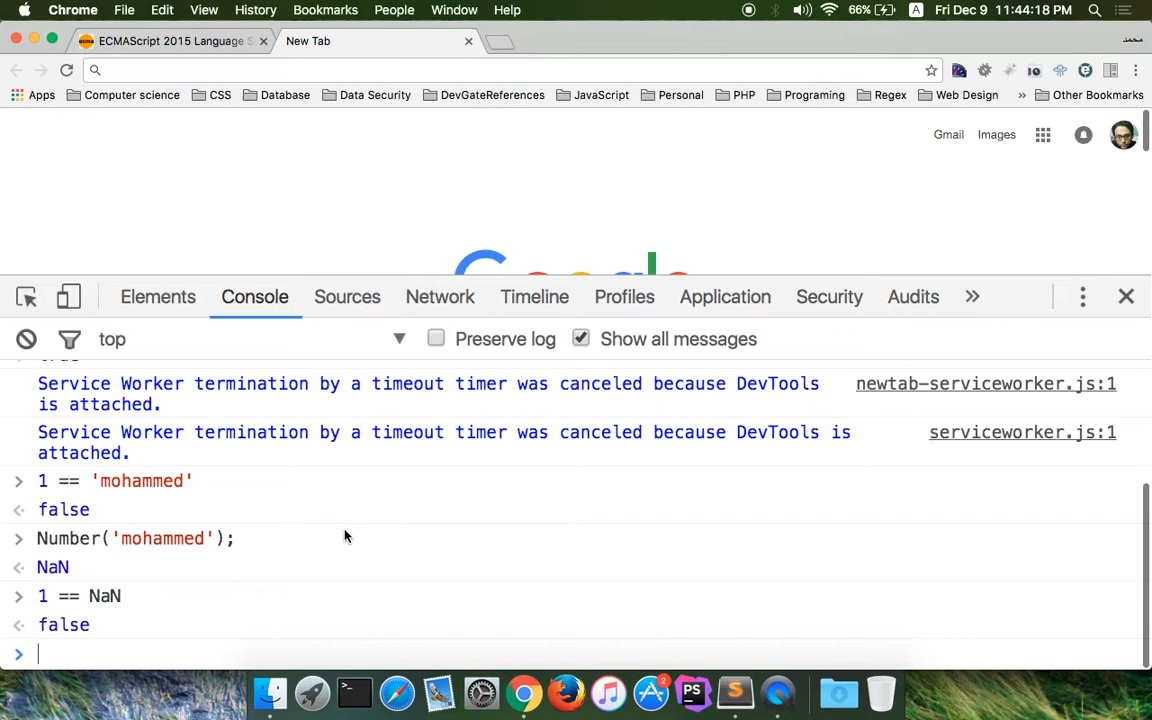 Chrome File Edit View History Bookmarks People Window Help 66% A Fri Dec 9 11:44:18 PM
ecma ECMAScript 2015 Language S New Tab محمد
Apps Computer science CSS Database Data Security DevGateReferences JavaScript Personal PHP Programing Regex Web Design » Other Bookmarks
Gmail Images
Google
Elements Console Sources Network Timeline Profiles Application Security Audits »
top Preserve log Show all messages
Service Worker termination by a timeout timer was canceled because DevTools newtab-serviceworker.js:1
is attached.
Service Worker termination by a timeout timer was canceled because DevTools is serviceworker.js:1
attached.
> 1 == 'mohammed'
false
> Number('mohammed');
NaN
> 1 == NaN
false
>
2
PS